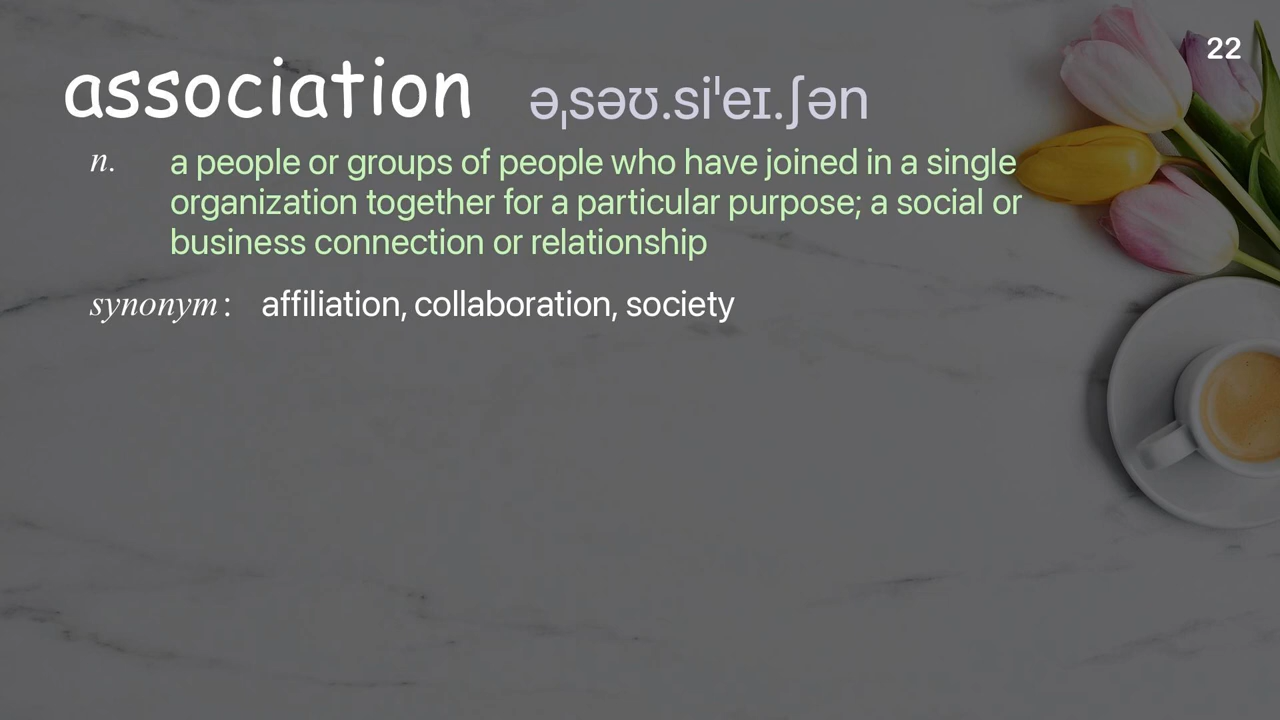 22
association əˌsəʊ.siˈeɪ.ʃən
n. a people or groups of people who have joined in a single
organization together for a particular purpose; a social or
business connection or relationship
synonym: affiliation, collaboration, society